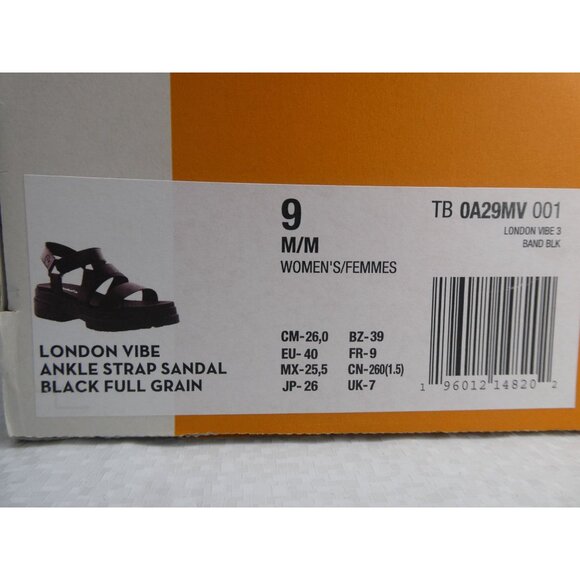 9
M/M
WOMEN'S/FEMMES
TB 0A29MV 001
LONDON VIBE 3
BAND BLK
LONDON VIBE
ANKLE STRAP SANDAL
BLACK FULL GRAIN
CM-26,0 BZ-39
EU- 40 FR-9
MX-25,5 CN-260(1.5)
JP- 26 UK-7
1 96012 14820 2